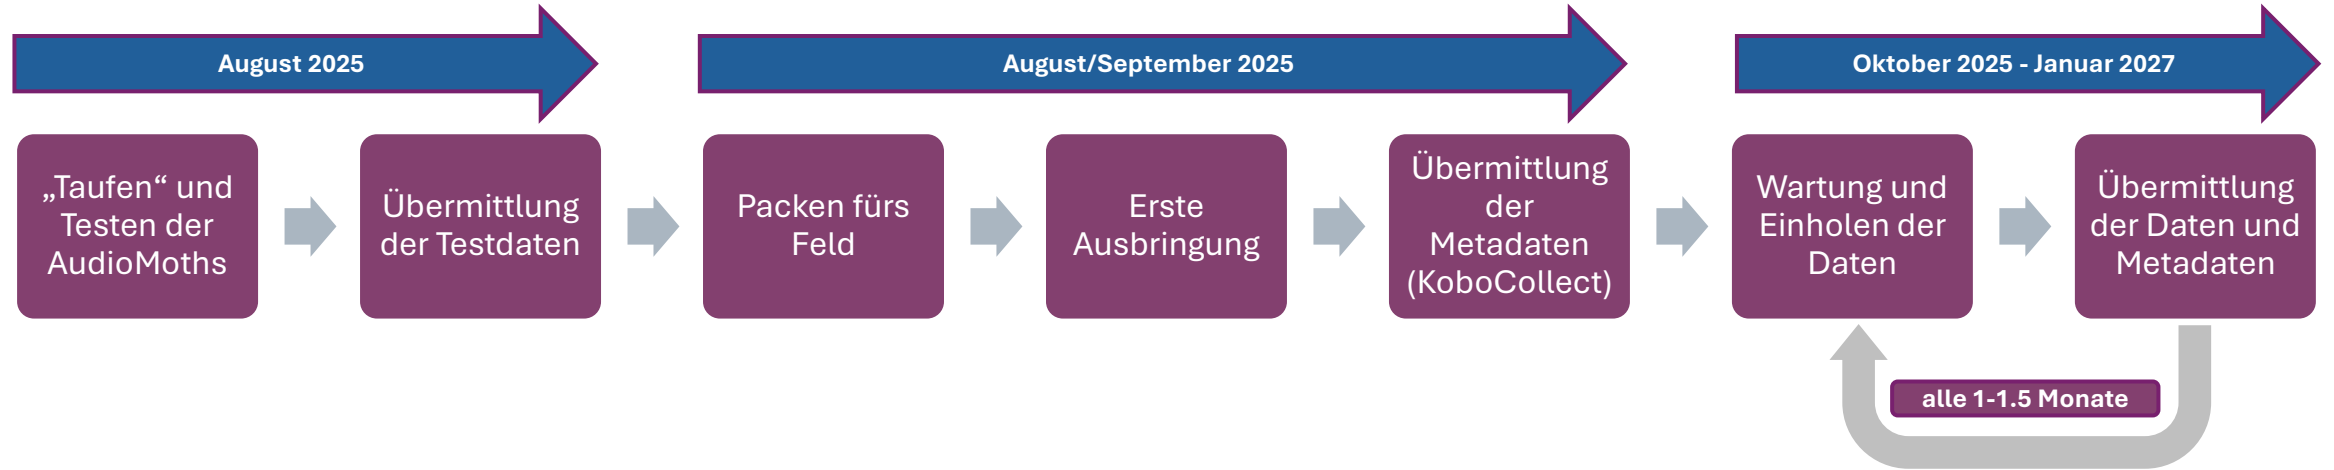 August 2025
August/September 2025
Oktober 2025 - Januar 2027
„Taufen“ und
Testen der
AudioMoths
Übermittlung
der Testdaten
Packen fürs
Feld
Erste
Ausbringung
Übermittlung
der
Metadaten
(KoboCollect)
Wartung und
Einholen der
Daten
Übermittlung
der Daten und
Metadaten
alle 1-1.5 Monate